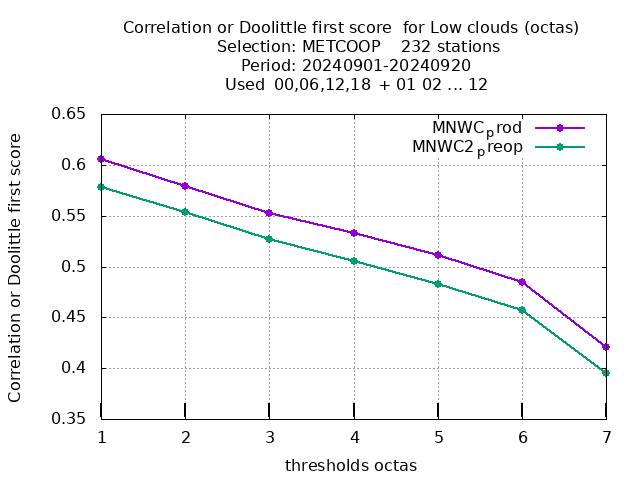 Correlation or Doolittle first score  for Low clouds (octas)
Selection: METCOOP    232 stations
Period: 20240901-20240920
Used  00,06,12,18 + 01 02 ... 12
MNWCprod
MNWC2preop
Correlation or Doolittle first score
0.65
0.6
0.55
0.5
0.45
0.4
0.35
1 2 3 4 5 6 7
thresholds octas